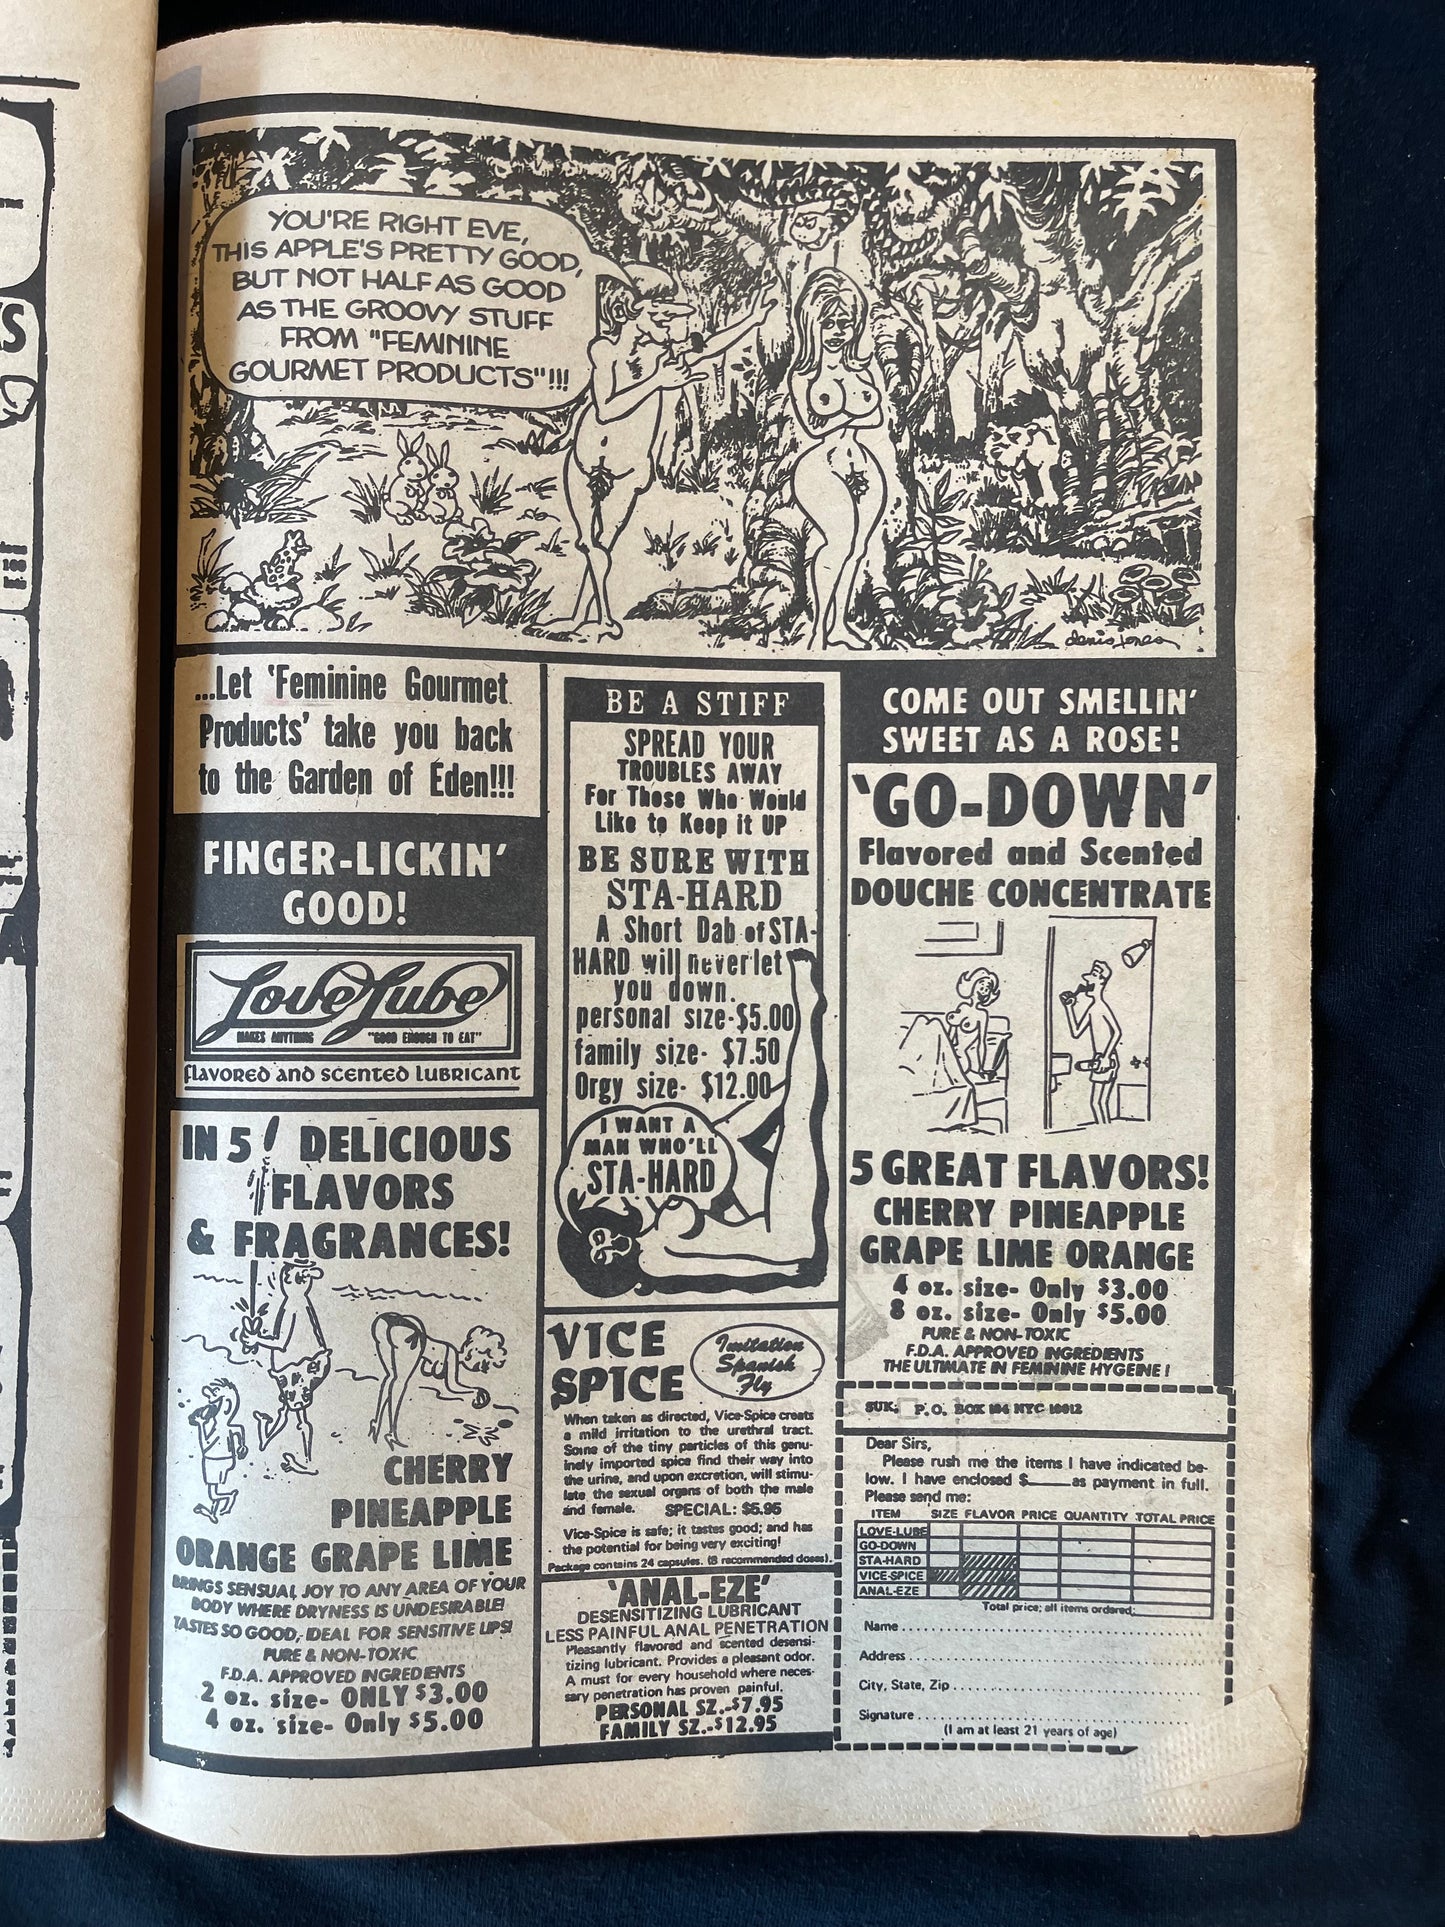 YOU'RE RIGHT EVE,
THIS APPLE'S PRETTY GOOD,
BUT NOT HALF AS GOOD
AS THE GROOVY STUFF
FROM "FEMININE
GOURMET PRODUCTS"!!!
denis jones
...Let 'Feminine Gourmet
Products' take you back
to the Garden of Eden!!!
FINGER-LICKIN'
GOOD!
Love Lube
MAKES ANYTHING "GOOD ENOUGH TO EAT"
flavored and scented lubricant
IN 5 DELICIOUS
FLAVORS
& FRAGRANCES!
CHERRY
PINEAPPLE
ORANGE GRAPE LIME
BRINGS SENSUAL JOY TO ANY AREA OF YOUR
BODY WHERE DRYNESS IS UNDESIRABLE!
TASTES SO GOOD, IDEAL FOR SENSITIVE LIPS!
PURE & NON-TOXIC
F.D.A. APPROVED INGREDIENTS
2 oz. size- ONLY $3.00
4 oz. size- Only $5.00
BE A STIFF
SPREAD YOUR
TROUBLES AWAY
For Those Who Would
Like to Keep it UP
BE SURE WITH
STA-HARD
A Short Dab of STA-
HARD will never let
you down.
personal size-$5.00
family size- $7.50
Orgy size- $12.00
I WANT A
MAN WHO'LL
STA-HARD
VICE
SPICE
Imitation
Spanish
Fly
When taken as directed, Vice-Spice creats
a mild irritation to the urethral tract.
Some of the tiny particles of this genu-
inely imported spice find their way into
the urine, and upon excretion, will stimu-
late the sexual organs of both the male
and female. SPECIAL: $5.95
Vice-Spice is safe; it tastes good; and has
the potential for being very exciting!
Package contains 24 capsules. (8 recommended doses).
'ANAL-EZE'
DESENSITIZING LUBRICANT
LESS PAINFUL ANAL PENETRATION
Pleasantly flavored and scented desensi-
tizing lubricant. Provides a pleasant odor.
A must for every household where neces-
sary penetration has proven painful.
PERSONAL SZ.-$7.95
FAMILY SZ.-$12.95
COME OUT SMELLIN'
SWEET AS A ROSE!
'GO-DOWN'
Flavored and Scented
DOUCHE CONCENTRATE
5 GREAT FLAVORS!
CHERRY PINEAPPLE
GRAPE LIME ORANGE
4 oz. size- Only $3.00
8 oz. size- Only $5.00
PURE & NON-TOXIC
F.D.A. APPROVED INGREDIENTS
THE ULTIMATE IN FEMININE HYGEINE!
SUK; P.O. BOX NYC 10012
Dear Sirs,
Please rush me the items I have indicated be-
low. I have enclosed $____as payment in full.
Please send me:
ITEM SIZE FLAVOR PRICE QUANTITY TOTAL PRICE
LOVE-LUBE
GO-DOWN
STA-HARD
VICE-SPICE
ANAL-EZE
Total price; all items ordered;
Name
Address
City, State, Zip
Signature
(I am at least 21 years of age)